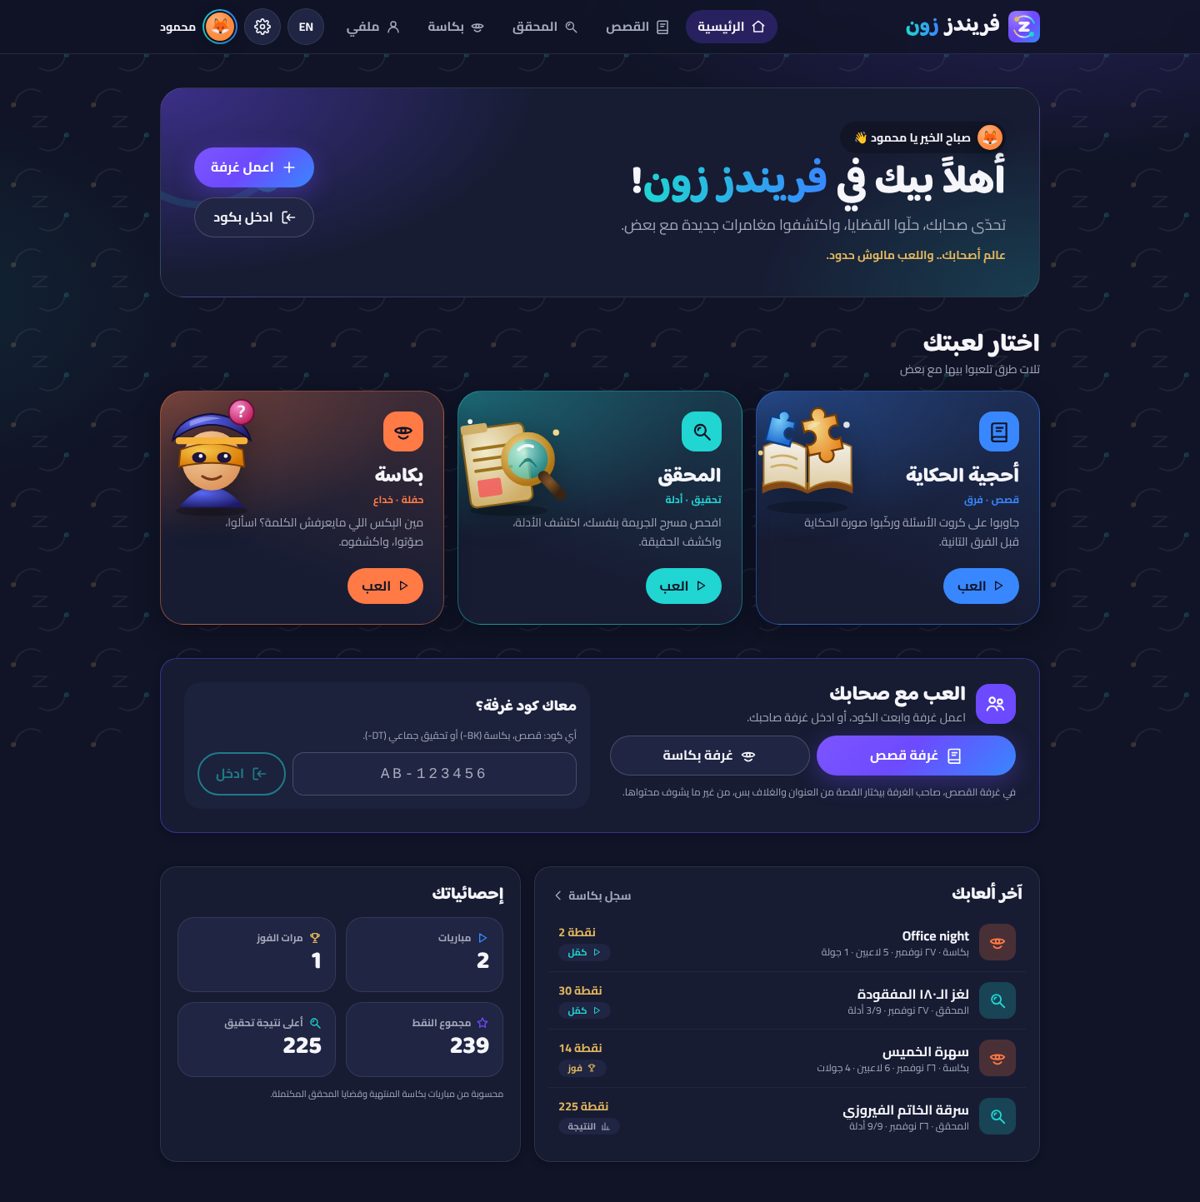 فريندز زون
الرئيسية
القصص
المحقق
بكاسة
ملفي
EN
محمود
صباح الخير يا محمود 👋
أهلاً بيك في فريندز زون!
تحدّى صحابك، حلّوا القضايا، واكتشفوا مغامرات جديدة مع بعض.
عالم أصحابك.. واللعب مالوش حدود.
اعمل غرفة
ادخل بكود
اختار لعبتك
تلات طرق تلعبوا بيها مع بعض
أحجية الحكاية
قصص · فرق
جاوبوا على كروت الأسئلة وركّبوا صورة الحكاية
قبل الفرق التانية.
العب
المحقق
تحقيق · أدلة
افحص مسرح الجريمة بنفسك، اكتشف الأدلة،
واكشف الحقيقة.
العب
?
بكاسة
حفلة · خداع
مين الإكس اللي مايعرفش الكلمة؟ اسألوا،
صوّتوا، واكشفوه.
العب
العب مع صحابك
اعمل غرفة وابعت الكود، أو ادخل غرفة صاحبك.
غرفة قصص
غرفة بكاسة
في غرفة القصص، صاحب الغرفة بيختار القصة من العنوان والغلاف بس، من غير ما يشوف محتواها.
معاك كود غرفة؟
أي كود: قصص، بكاسة (BK-) أو تحقيق جماعي (DT-).
AB-123456
ادخل
آخر ألعابك
سجل بكاسة
Office night
بكاسة · ٢٧ نوفمبر · 5 لاعبين · 1 جولة
2 نقطة
كمّل
لغز الـ١٨٠ المفقودة
المحقق · ٢٧ نوفمبر · 3/9 أدلة
30 نقطة
كمّل
سهرة الخميس
بكاسة · ٢٦ نوفمبر · 6 لاعبين · 4 جولات
14 نقطة
فوز
سرقة الخاتم الفيروزي
المحقق · ٢٦ نوفمبر · 9/9 أدلة
225 نقطة
النتيجة
إحصائياتك
مباريات
2
مرات الفوز
1
مجموع النقط
239
أعلى نتيجة تحقيق
225
محسوبة من مباريات بكاسة المنتهية وقضايا المحقق المكتملة.